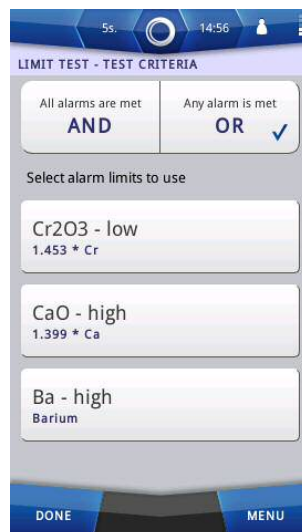 5s. 14:56
LIMIT TEST - TEST CRITERIA
All alarms are met Any alarm is met
AND OR
Select alarm limits to use
Cr2O3 - low
1.453 * Cr
CaO - high
1.399 * Ca
Ba - high
Barium
DONE MENU